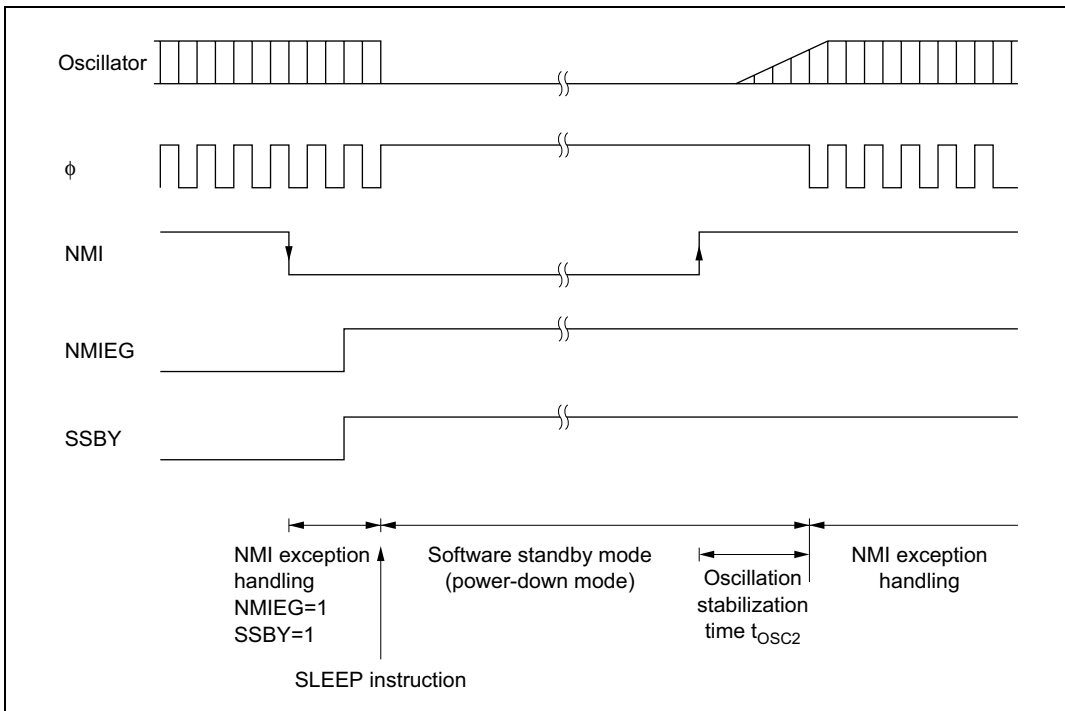 Oscillator
ϕ
NMI
NMIEG
SSBY
NMI exception
handling
NMIEG=1
SSBY=1
SLEEP instruction
Software standby mode
(power-down mode)
Oscillation
stabilization
time tOSC2
NMI exception
handling